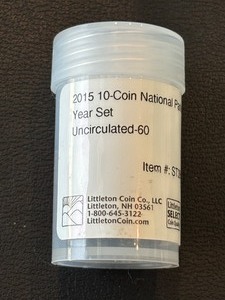 2015 10-Coin National
Year Set
Uncirculated-60
Item #:
Littleton Coin Co., LLC
Littleton, NH 03561
1-800-645-3122
LittletonCoin.com
Littleton